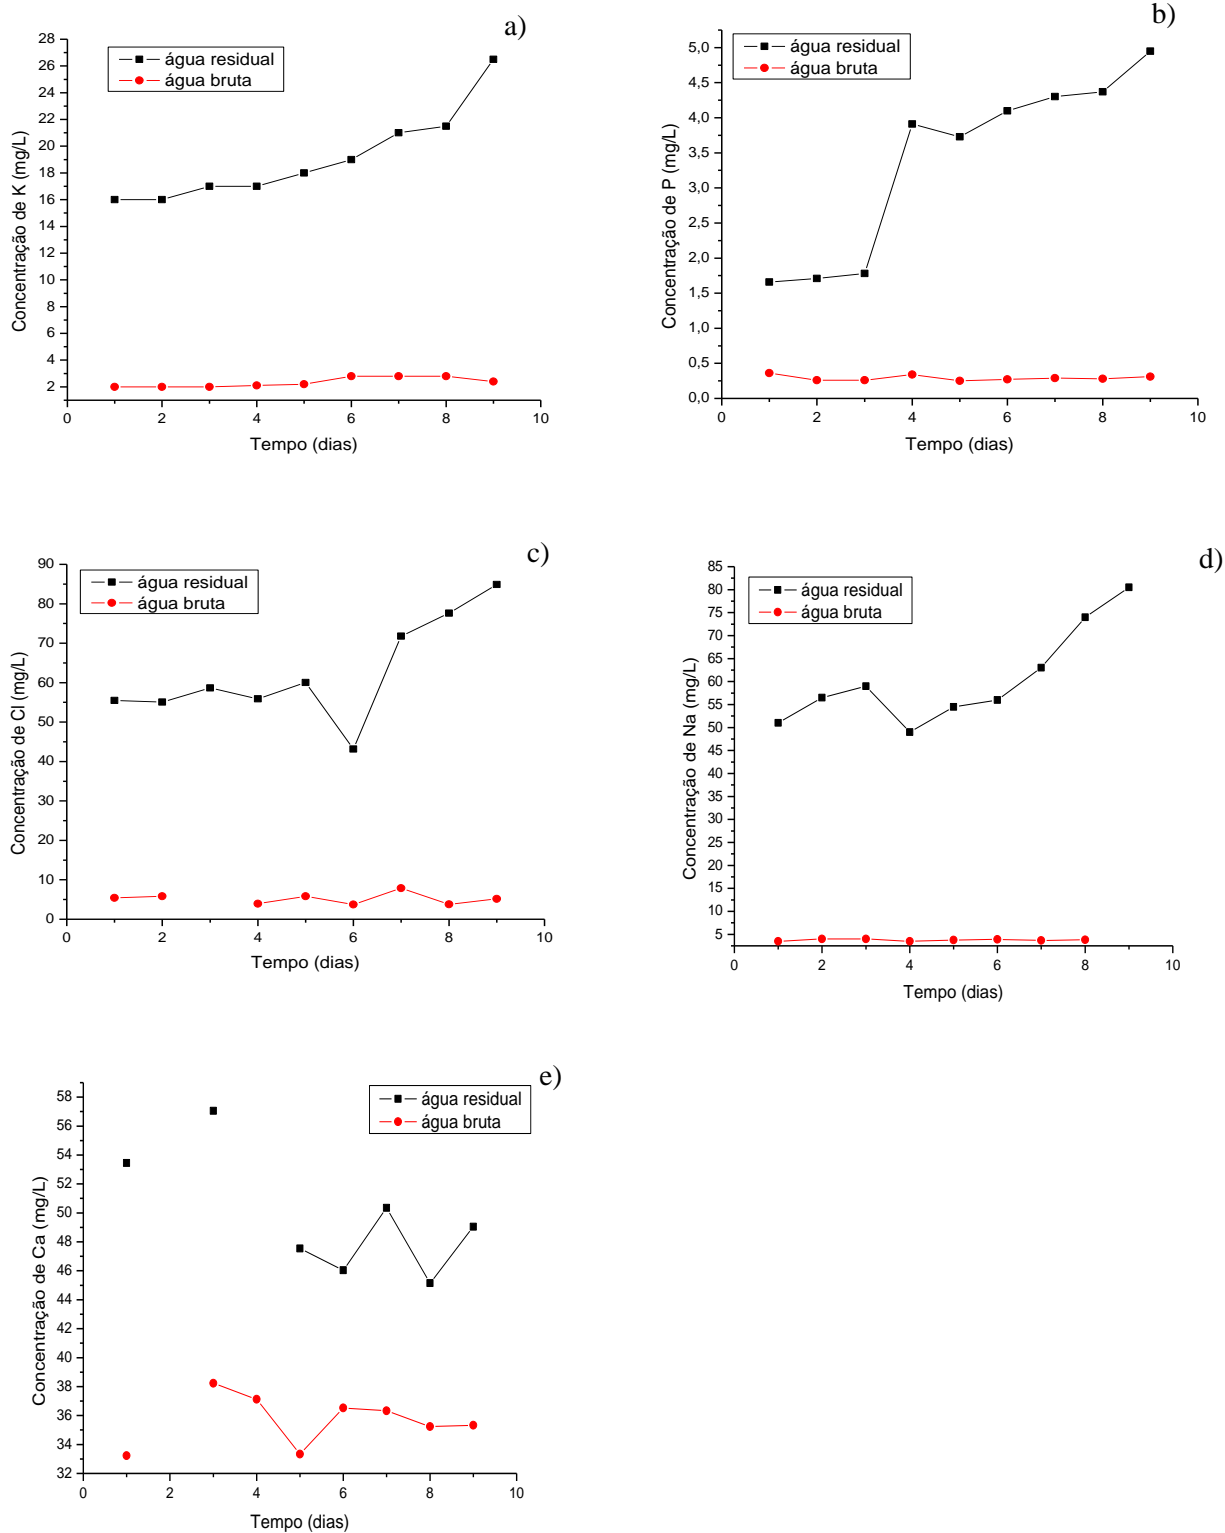 a)
água residual
água bruta
Concentração de K (mg/L)
28
26
24
22
20
18
16
14
12
10
8
6
4
2
0 2 4 6 8 10
Tempo (dias)
b)
água residual
água bruta
Concentração de P (mg/L)
5,0
4,5
4,0
3,5
3,0
2,5
2,0
1,5
1,0
0,5
0,0
0 2 4 6 8 10
Tempo (dias)
c)
água residual
água bruta
Concentração de Cl (mg/L)
90
80
70
60
50
40
30
20
10
0
0 2 4 6 8 10
Tempo (dias)
d)
água residual
água bruta
Concentração de Na (mg/L)
85
80
75
70
65
60
55
50
45
40
35
30
25
20
15
10
5
0 2 4 6 8 10
Tempo (dias)
e)
água residual
água bruta
Concentração de Ca (mg/L)
58
56
54
52
50
48
46
44
42
40
38
36
34
32
0 2 4 6 8 10
Tempo (dias)